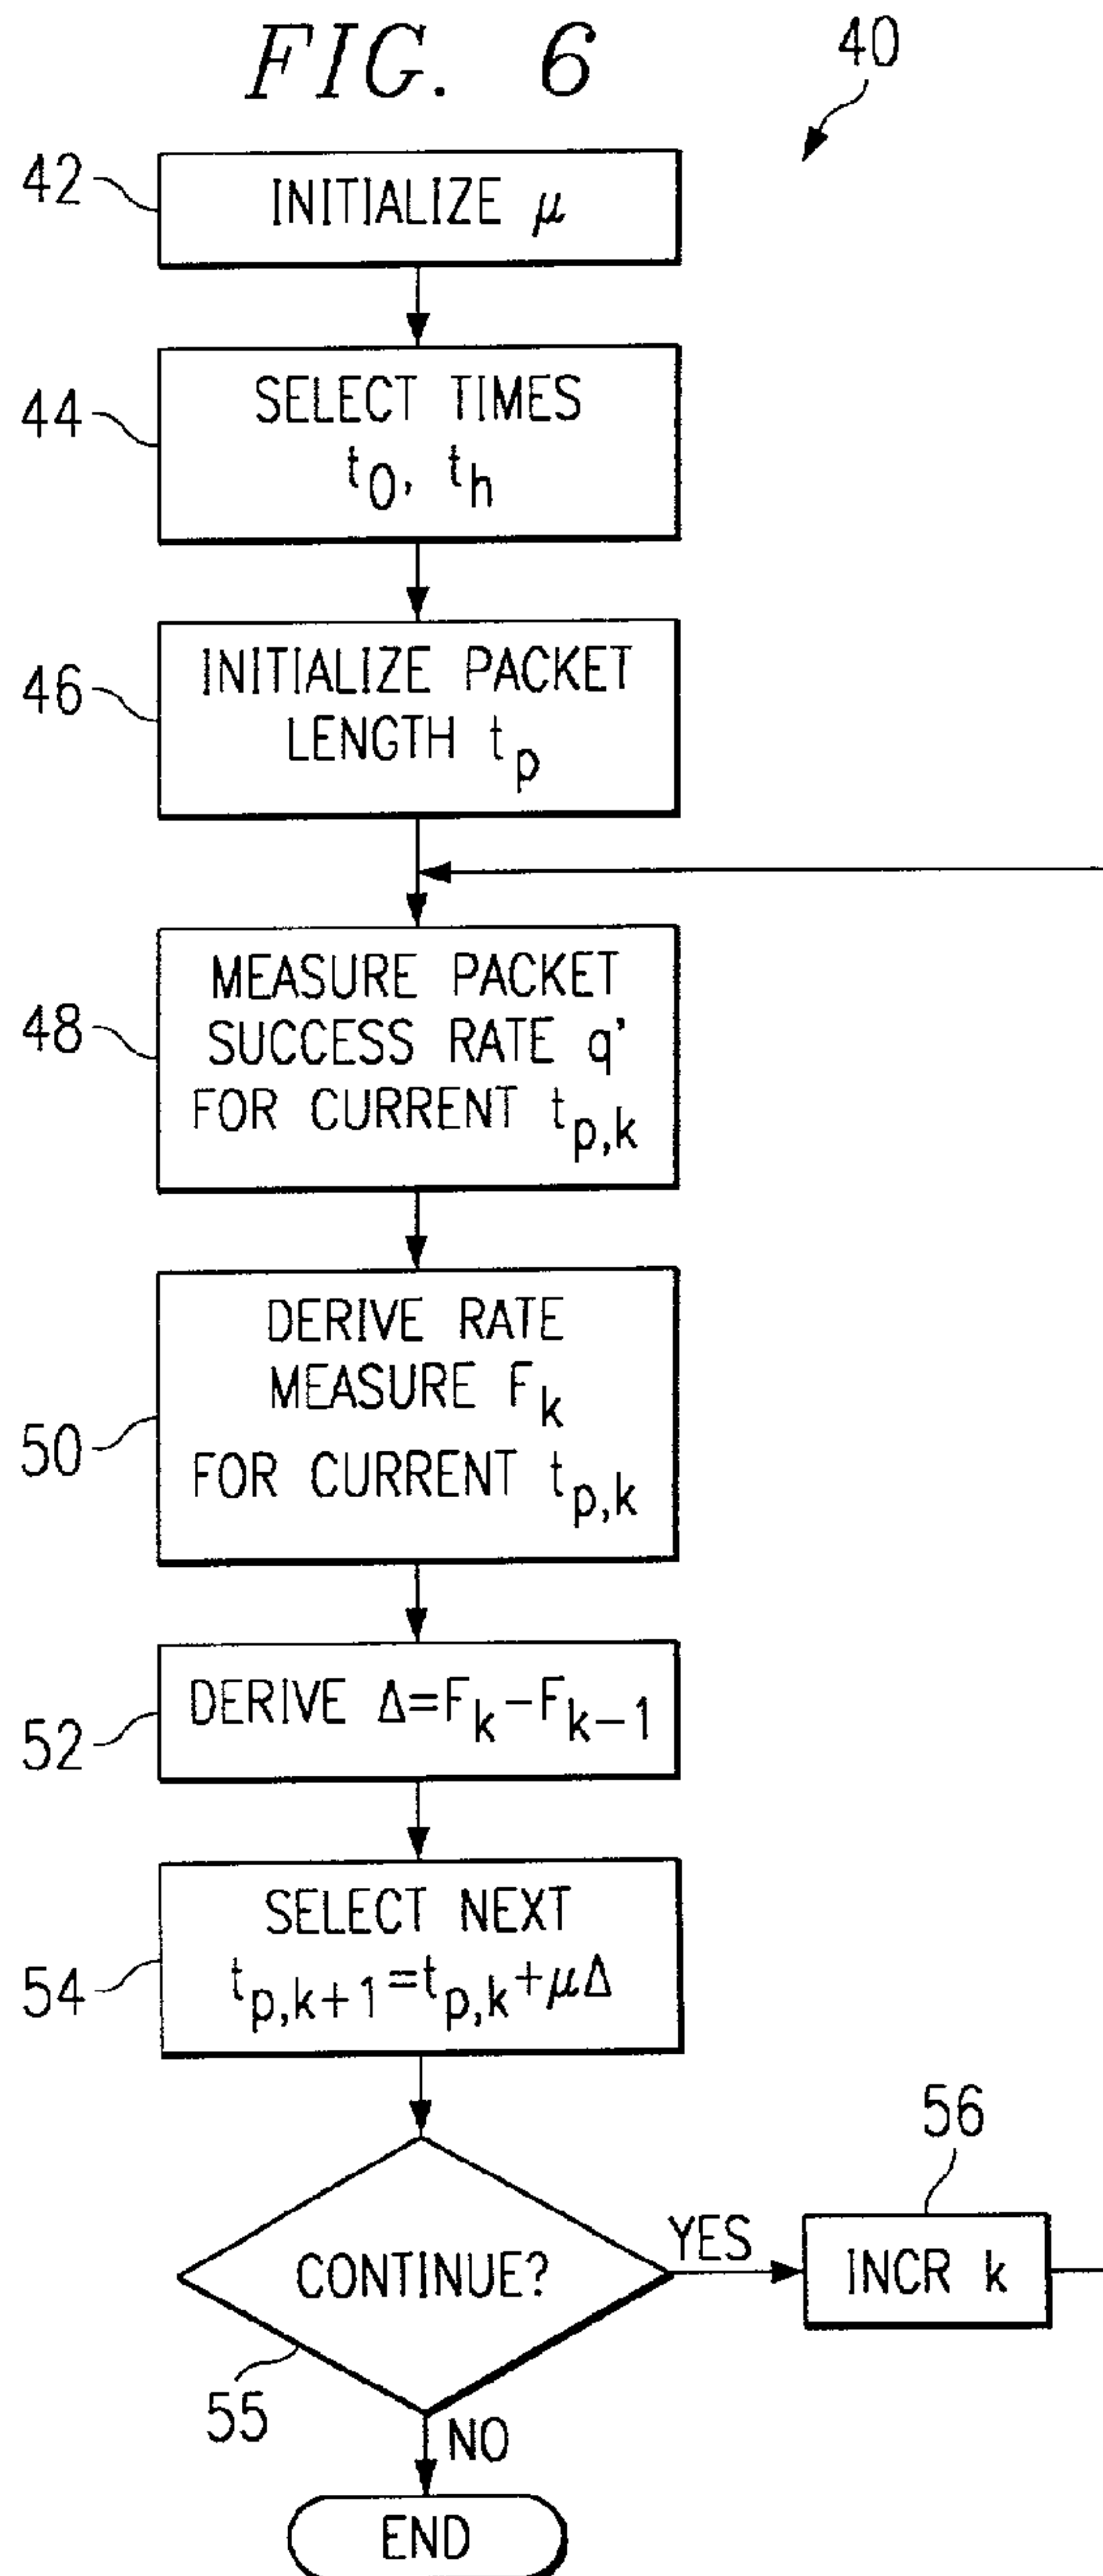 FIG. 6
40
42
INITIALIZE μ
44
SELECT TIMES
t0, th
46
INITIALIZE PACKET
LENGTH tp
48
MEASURE PACKET
SUCCESS RATE q'
FOR CURRENT tp,k
50
DERIVE RATE
MEASURE Fk
FOR CURRENT tp,k
52
DERIVE Δ=Fk−Fk−1
54
SELECT NEXT
tp,k+1=tp,k+μΔ
CONTINUE?
55
YES
56
INCR k
NO
END